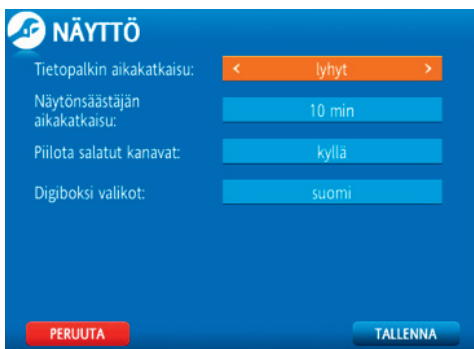 NÄYTTÖ
Tietopalkin aikakatkaisu: < lyhyt >
Näytönsäästäjän
aikakatkaisu: 10 min
Piilota salatut kanavat: kyllä
Digiboksi valikot: suomi
PERUUTA TALLENNA